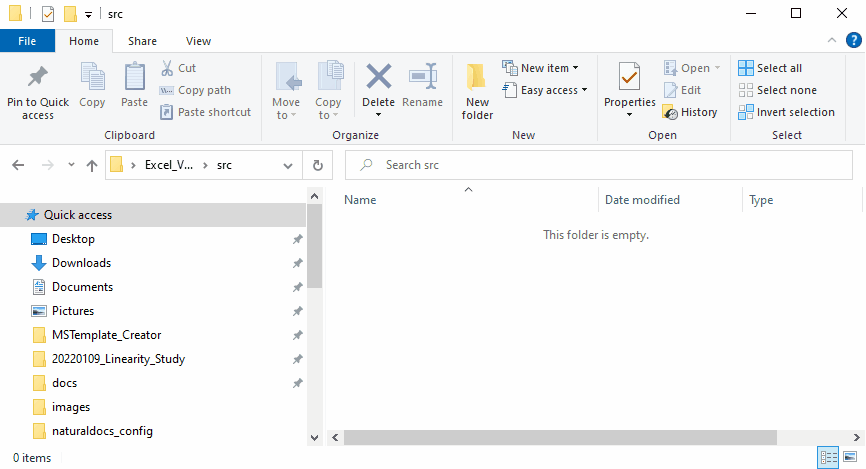 src
File Home Share View
Pin to Quick access
Copy
Paste
Cut
Copy path
Paste shortcut
Clipboard
Move to
Copy to
Delete
Rename
Organize
New folder
New item
Easy access
New
Properties
Open
Edit
History
Open
Select all
Select none
Invert selection
Select
Excel_V... src
Search src
Quick access
Desktop
Downloads
Documents
Pictures
MSTemplate_Creator
20220109_Linearity_Study
docs
images
naturaldocs_config
Name Date modified Type
This folder is empty.
0 items